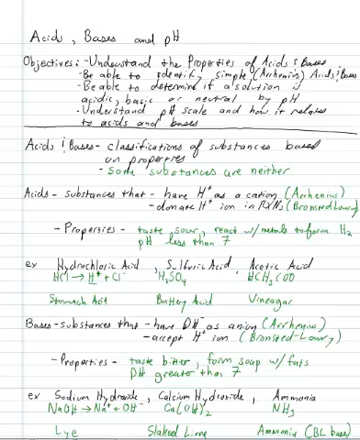 Acids, Bases and pH
Objectives: - Understand the Properties of Acids & Bases
- Be able to identify simple (Arrhenius) Acids & Bases
- Be able to determine if a solution is
acidic, basic or neutral by pH
- Understand pH scale and how it relates
to acids and bases
Acids & Bases - classifications of substances based
on properties
- Some substances are neither
Acids - substances that - have H⁺ as a cation (Arrhenius)
- donate H⁺ ion in RXNs (Bronsted-Lowry)
- Properties - taste sour, react w/metals to form H₂
pH less than 7
ex Hydrochloric Acid, Sulfuric Acid, Acetic Acid
HCl → H⁺ + Cl⁻ H₂SO₄ HCH₃COO
Stomach Acid Battery Acid Vinegar
Bases - substances that - have OH⁻ as anion (Arrhenius)
- accept H⁺ ion (Bronsted-Lowry)
- Properties - taste bitter, form soap w/ fats
pH greater than 7
ex Sodium Hydroxide, Calcium Hydroxide, Ammonia
NaOH → Na⁺ + OH⁻ Ca(OH)₂ NH₃
Lye Slaked Lime Ammonia (BL base)